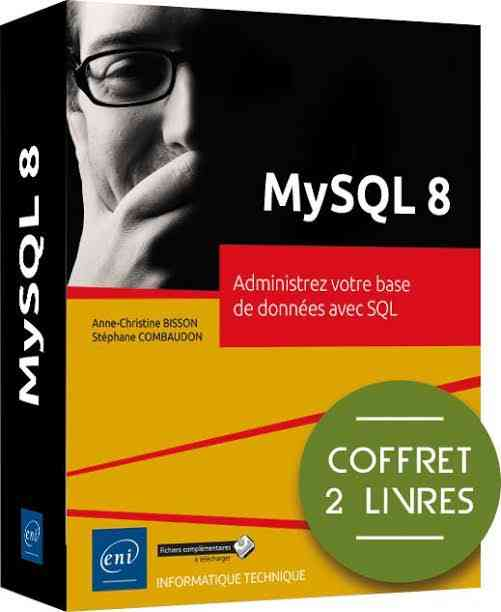 MySQL 8
MySQL 8
Administrez votre base
de données avec SQL
Anne-Christine BISSON
Stéphane COMBAUDON
COFFRET
2 LIVRES
eni
eni
Fichiers complémentaires
à télécharger
INFORMATIQUE TECHNIQUE